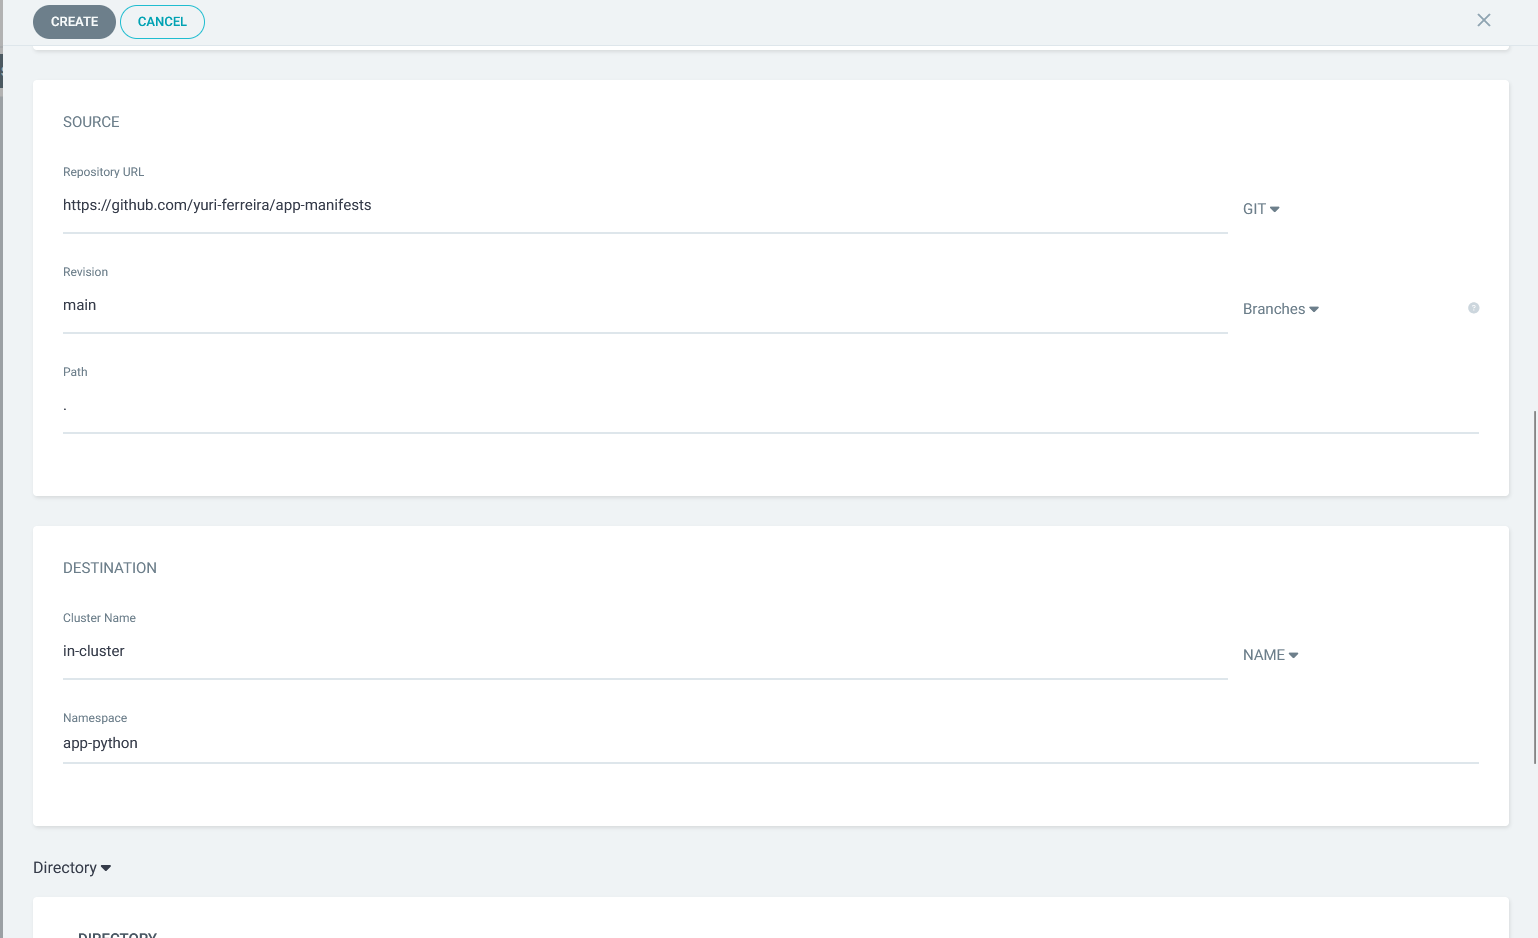 CREATE
CANCEL
SOURCE
Repository URL
https://github.com/yuri-ferreira/app-manifests
GIT
Revision
main
Branches
Path
.
DESTINATION
Cluster Name
in-cluster
NAME
Namespace
app-python
Directory
DIRECTORY